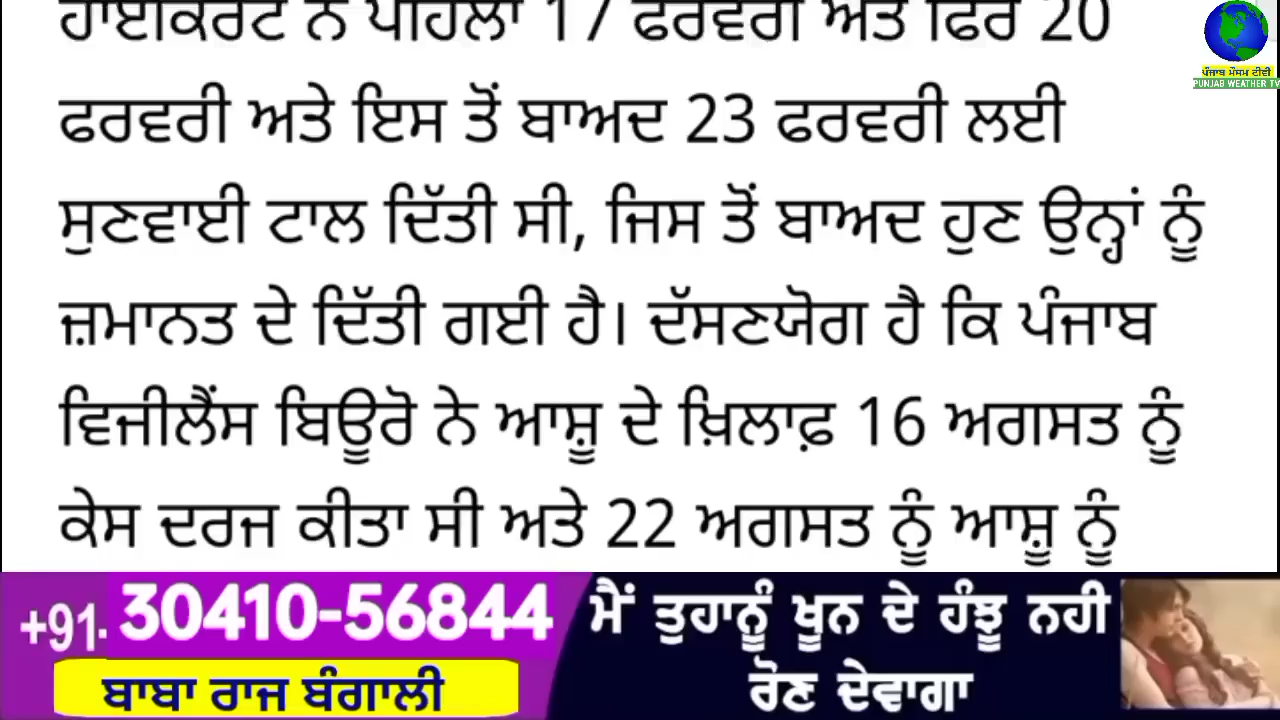 ਹਾਈਕੋਰਟ ਨੇ ਪਹਿਲਾਂ 17 ਫਰਵਰੀ ਅਤੇ ਫਿਰ 20
ਫਰਵਰੀ ਅਤੇ ਇਸ ਤੋਂ ਬਾਅਦ 23 ਫਰਵਰੀ ਲਈ
ਸੁਣਵਾਈ ਟਾਲ ਦਿੱਤੀ ਸੀ, ਜਿਸ ਤੋਂ ਬਾਅਦ ਹੁਣ ਉਨ੍ਹਾਂ ਨੂੰ
ਜ਼ਮਾਨਤ ਦੇ ਦਿੱਤੀ ਗਈ ਹੈ। ਦੱਸਣਯੋਗ ਹੈ ਕਿ ਪੰਜਾਬ
ਵਿਜੀਲੈਂਸ ਬਿਊਰੋ ਨੇ ਆਸ਼ੂ ਦੇ ਖ਼ਿਲਾਫ਼ 16 ਅਗਸਤ ਨੂੰ
ਕੇਸ ਦਰਜ ਕੀਤਾ ਸੀ ਅਤੇ 22 ਅਗਸਤ ਨੂੰ ਆਸ਼ੂ ਨੂੰ
ਪੰਜਾਬ ਮੌਸਮ ਟੀਵੀ
PUNJAB WEATHER TV
+91- 30410-56844
ਬਾਬਾ ਰਾਜ ਬੰਗਾਲੀ
ਮੈਂ ਤੁਹਾਨੂੰ ਖੂਨ ਦੇ ਹੰਝੂ ਨਹੀ
ਰੋਣ ਦੇਵਾਗਾ